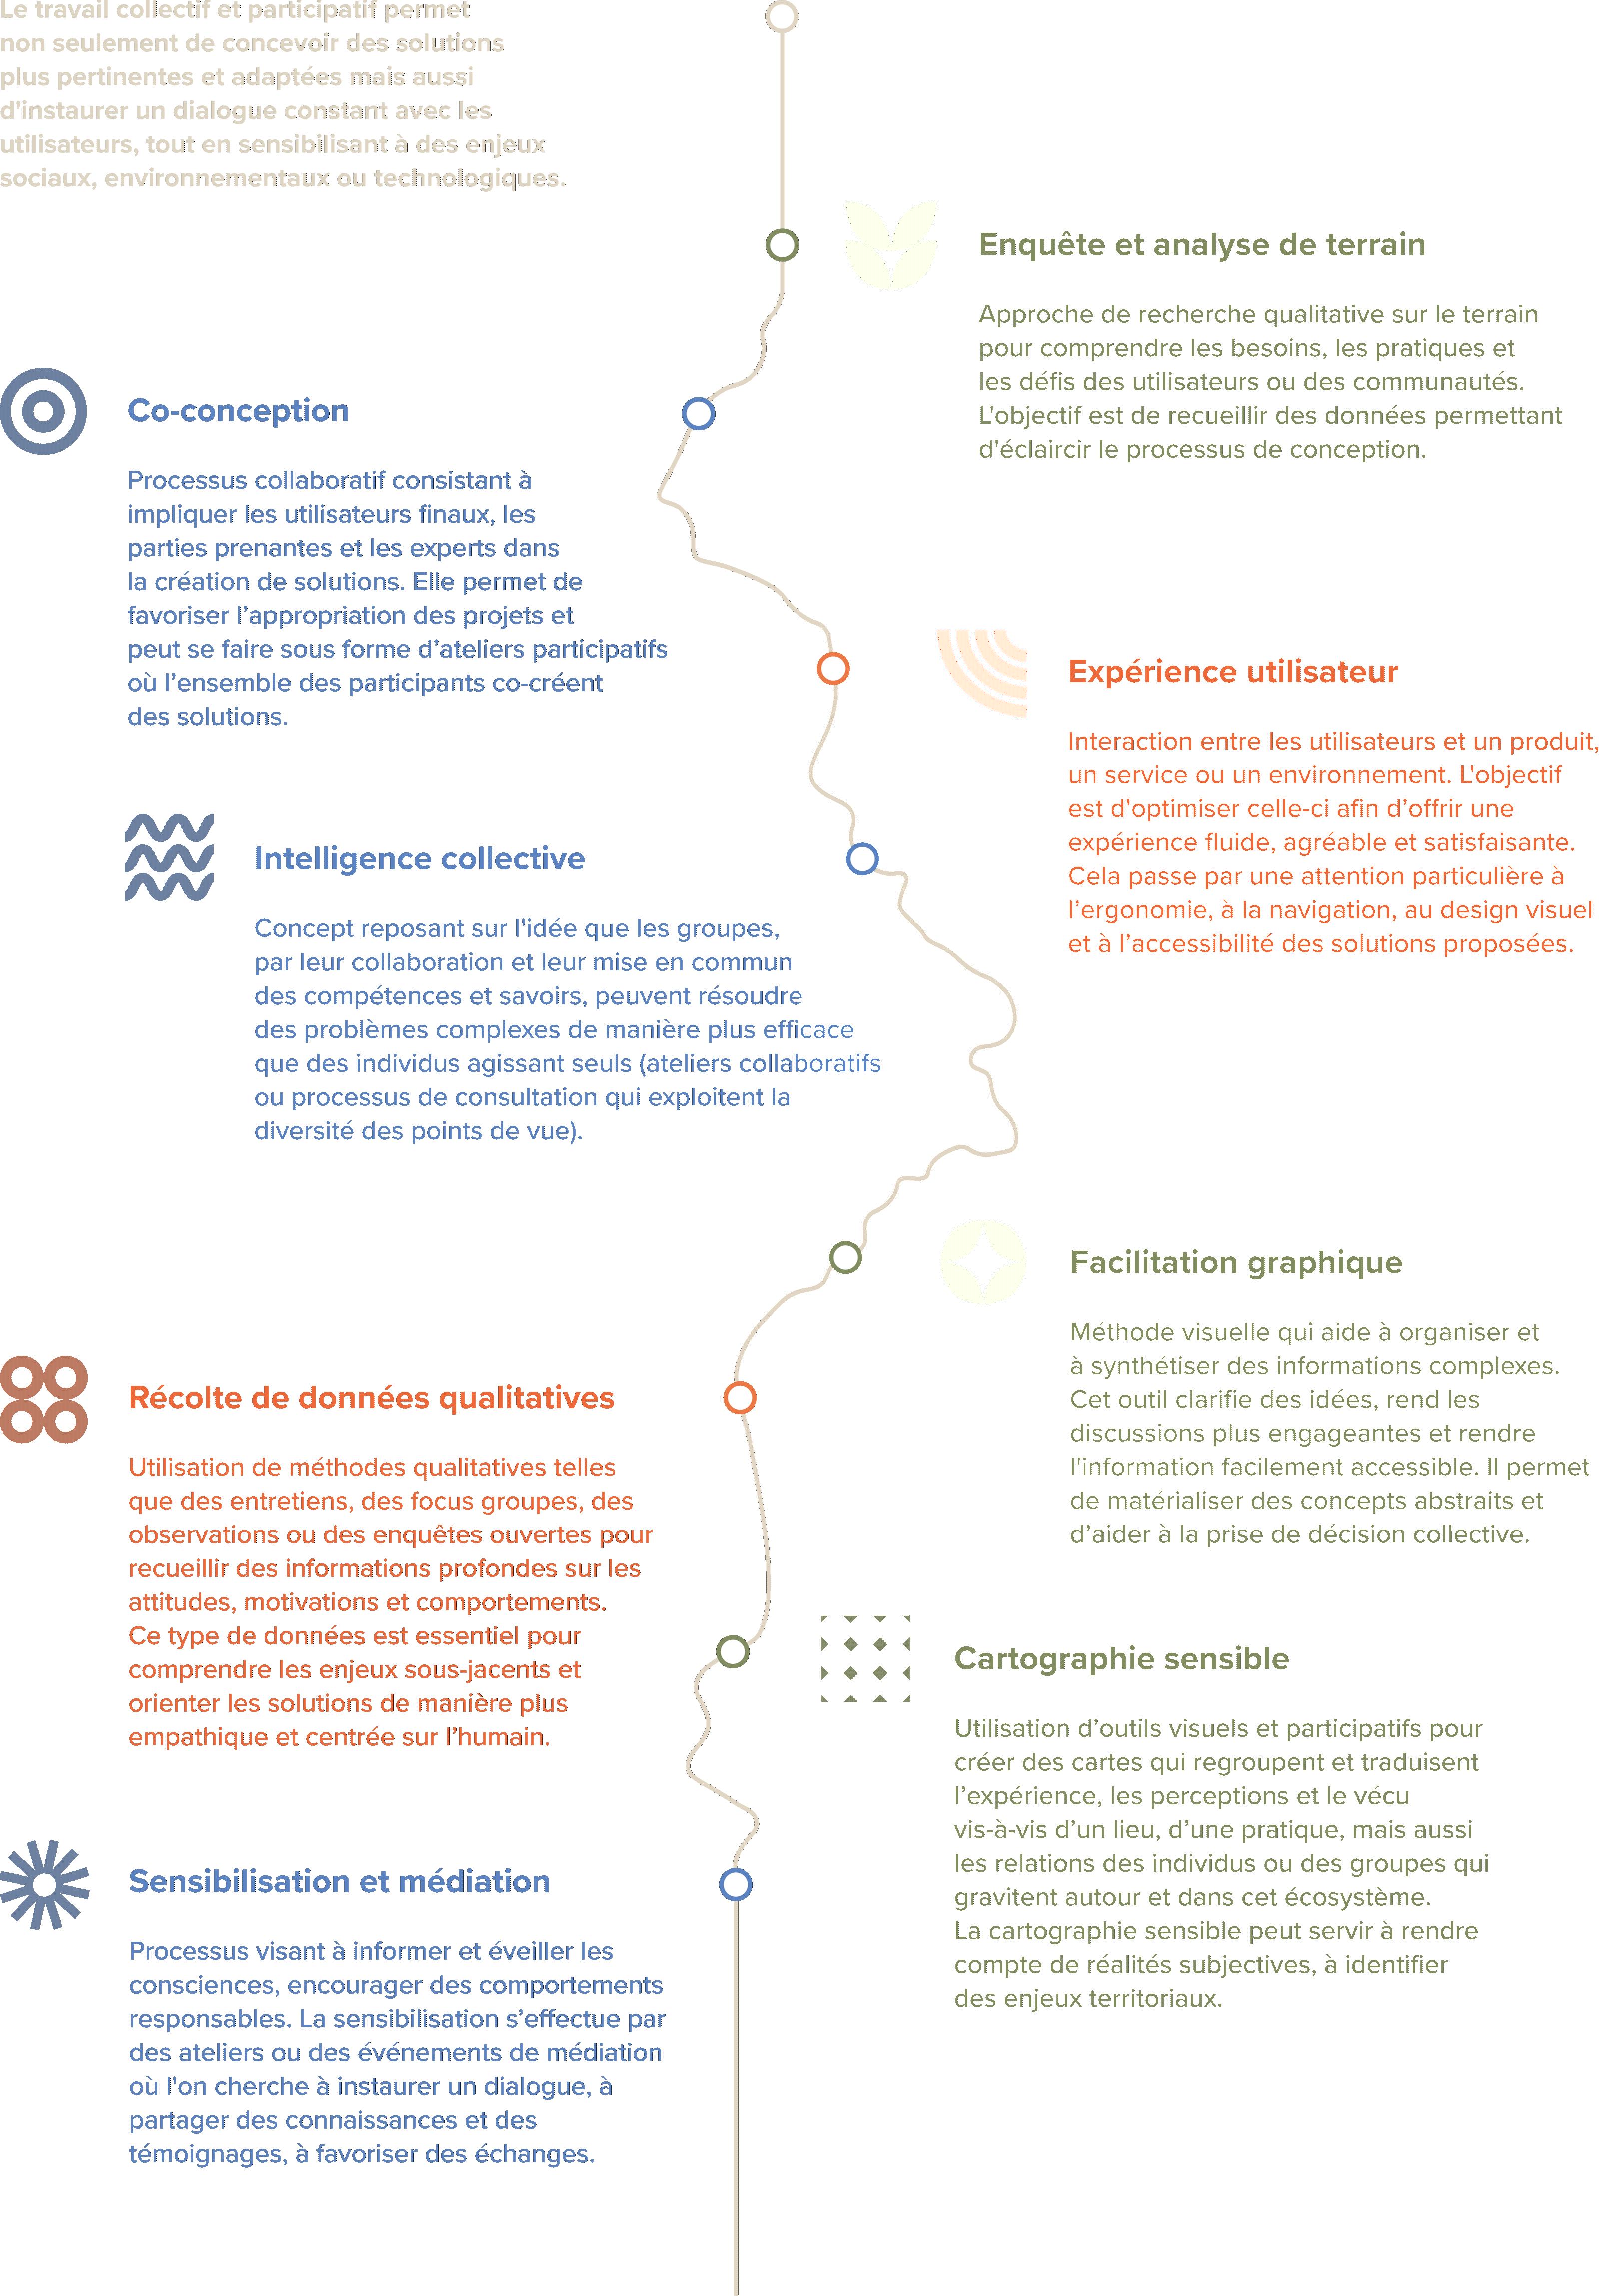 Le travail collectif et participatif permet
non seulement de concevoir des solutions
plus pertinentes et adaptées mais aussi
d'instaurer un dialogue constant avec les
utilisateurs, tout en sensibilisant à des enjeux
sociaux, environnementaux ou technologiques.
Enquête et analyse de terrain
Approche de recherche qualitative sur le terrain
pour comprendre les besoins, les pratiques et
les défis des utilisateurs ou des communautés.
L'objectif est de recueillir des données permettant
d'éclaircir le processus de conception.
Co-conception
Processus collaboratif consistant à
impliquer les utilisateurs finaux, les
parties prenantes et les experts dans
la création de solutions. Elle permet de
favoriser l’appropriation des projets et
peut se faire sous forme d’ateliers participatifs
où l’ensemble des participants co-créent
des solutions.
Expérience utilisateur
Interaction entre les utilisateurs et un produit,
un service ou un environnement. L'objectif
est d'optimiser celle-ci afin d’offrir une
expérience fluide, agréable et satisfaisante.
Cela passe par une attention particulière à
l’ergonomie, à la navigation, au design visuel
et à l’accessibilité des solutions proposées.
Intelligence collective
Concept reposant sur l'idée que les groupes,
par leur collaboration et leur mise en commun
des compétences et savoirs, peuvent résoudre
des problèmes complexes de manière plus efficace
que des individus agissant seuls (ateliers collaboratifs
ou processus de consultation qui exploitent la
diversité des points de vue).
Facilitation graphique
Méthode visuelle qui aide à organiser et
à synthétiser des informations complexes.
Cet outil clarifie des idées, rend les
discussions plus engageantes et rendre
l'information facilement accessible. Il permet
de matérialiser des concepts abstraits et
d’aider à la prise de décision collective.
Récolte de données qualitatives
Utilisation de méthodes qualitatives telles
que des entretiens, des focus groupes, des
observations ou des enquêtes ouvertes pour
recueillir des informations profondes sur les
attitudes, motivations et comportements.
Ce type de données est essentiel pour
comprendre les enjeux sous-jacents et
orienter les solutions de manière plus
empathique et centrée sur l’humain.
Cartographie sensible
Utilisation d’outils visuels et participatifs pour
créer des cartes qui regroupent et traduisent
l’expérience, les perceptions et le vécu
vis-à-vis d’un lieu, d’une pratique, mais aussi
les relations des individus ou des groupes qui
gravitent autour et dans cet écosystème.
La cartographie sensible peut servir à rendre
compte de réalités subjectives, à identifier
des enjeux territoriaux.
Sensibilisation et médiation
Processus visant à informer et éveiller les
consciences, encourager des comportements
responsables. La sensibilisation s’effectue par
des ateliers ou des événements de médiation
où l'on cherche à instaurer un dialogue, à
partager des connaissances et des
témoignages, à favoriser des échanges.